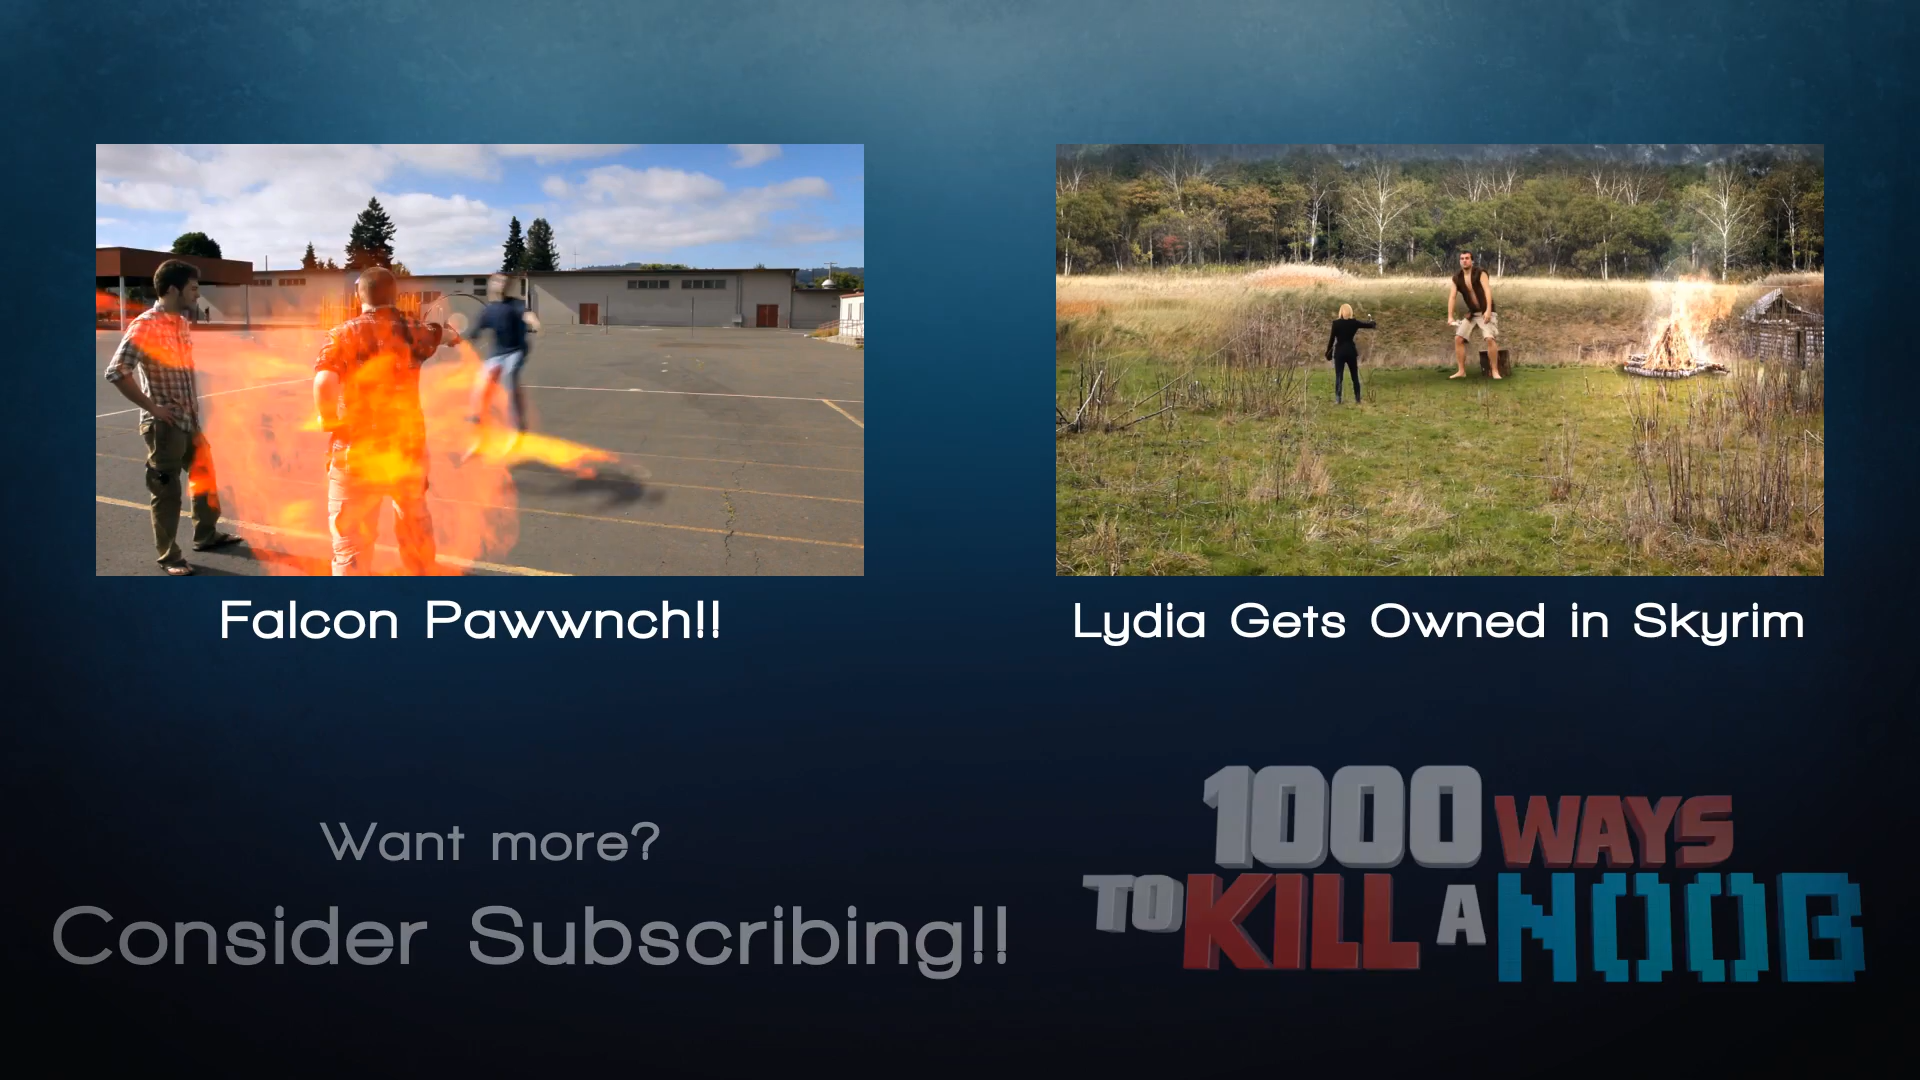 Falcon Pawwnch!!
Lydia Gets Owned in Skyrim
Want more?
Consider Subscribing!!
1000 WAYS
TO KILL A NOOB